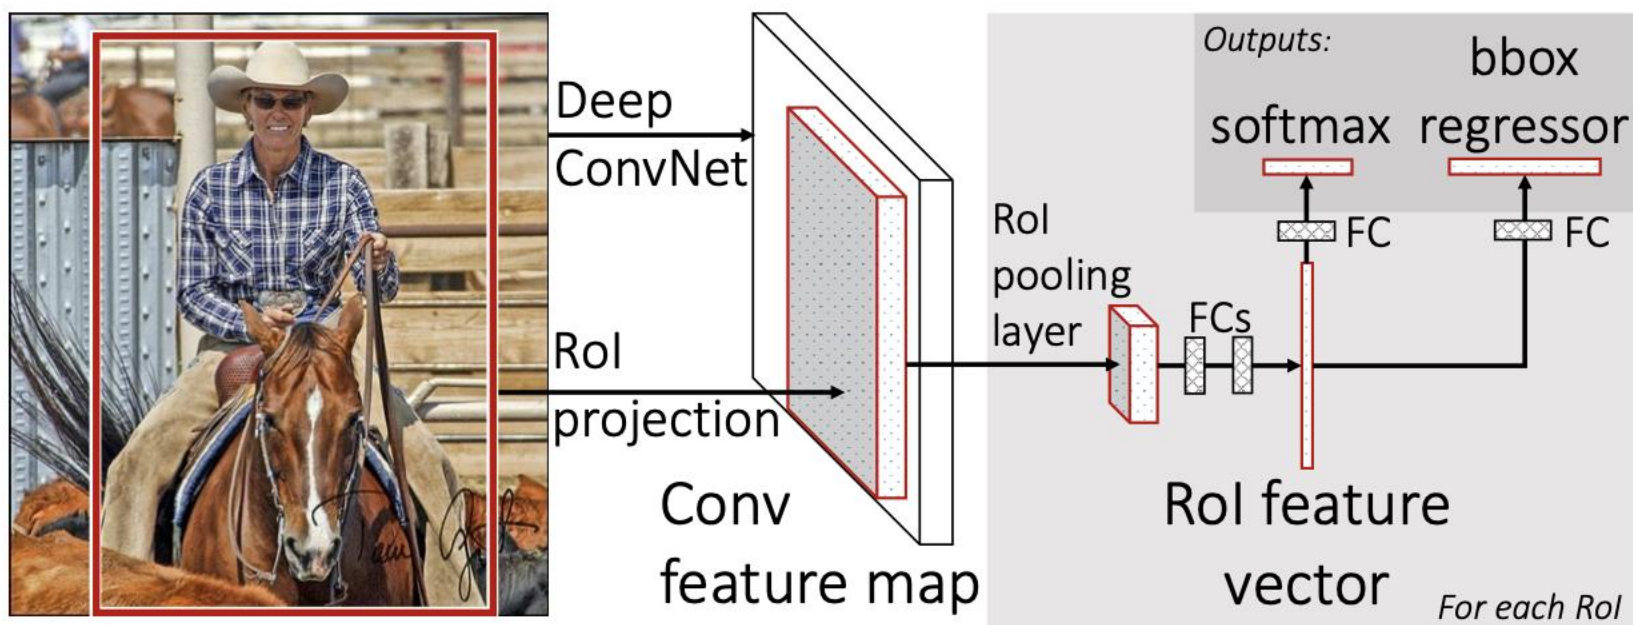 Deep
ConvNet
RoI
projection
Conv
feature map
RoI
pooling
layer
FCs
RoI feature
vector
For each RoI
Outputs:
softmax
bbox
regressor
FC
FC